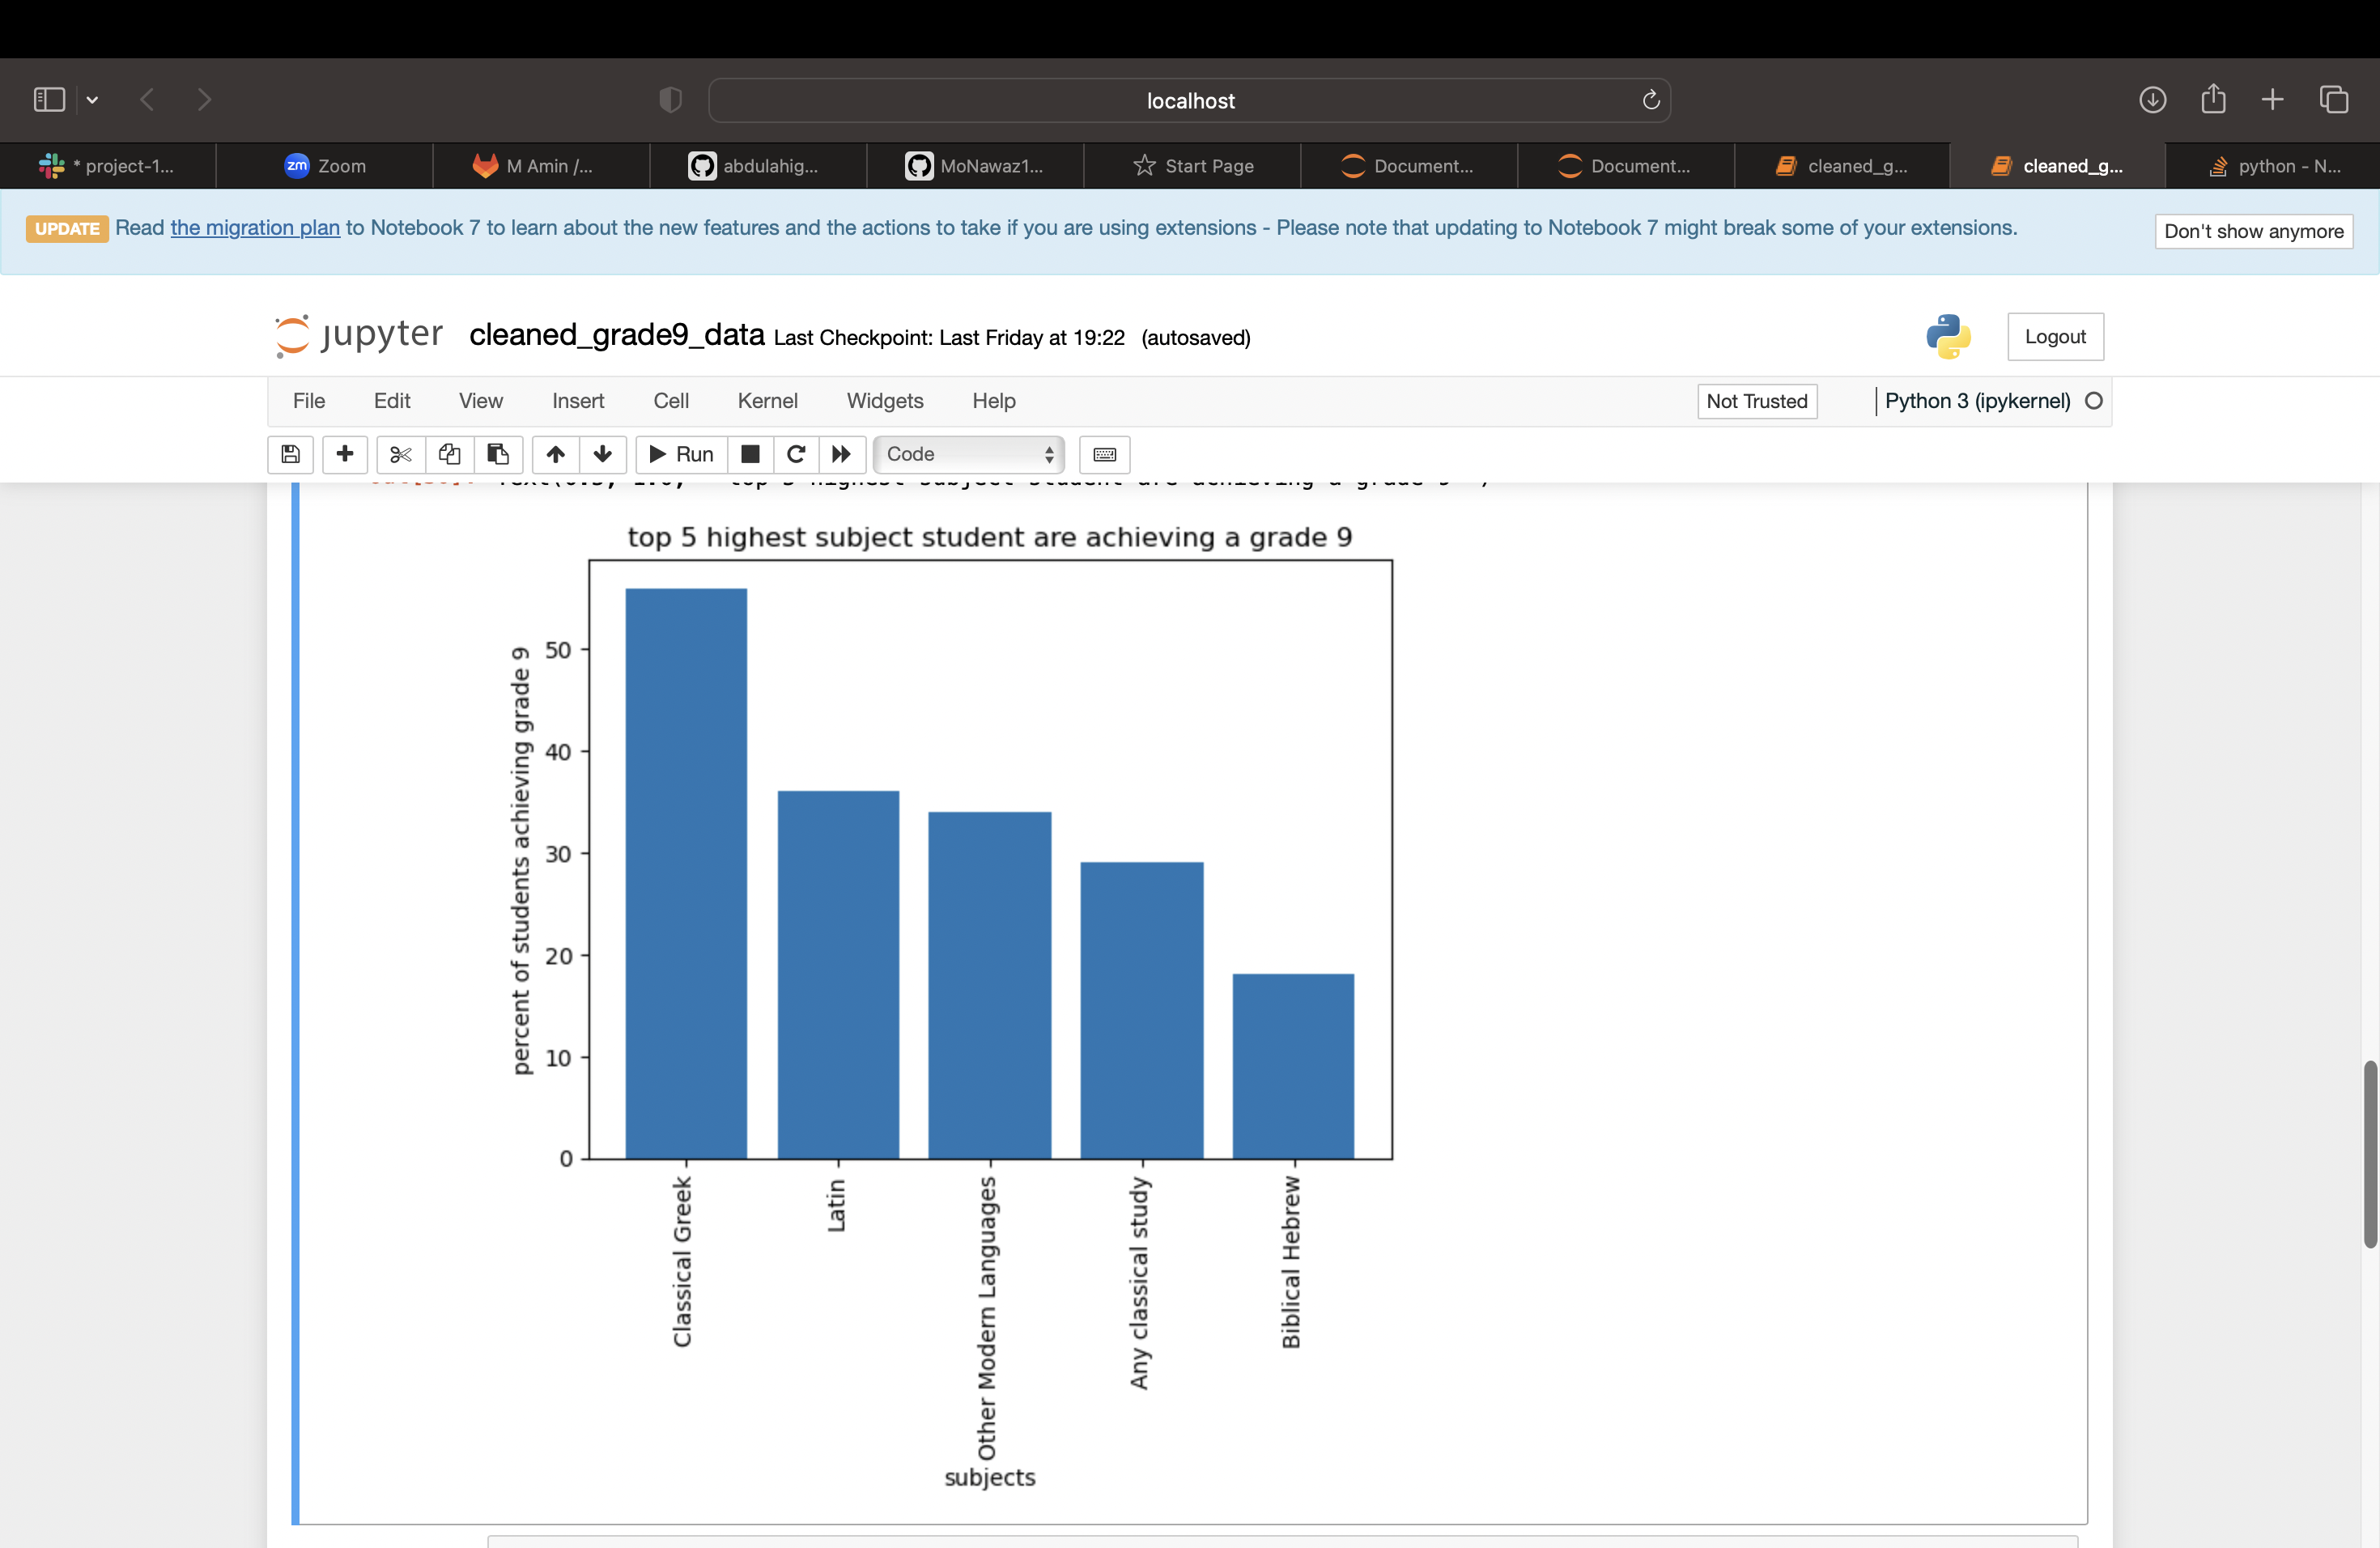 localhost
* project-1...
Zoom
M Amin /...
abdulahig...
MoNawaz1...
Start Page
Document...
Document...
cleaned_g...
cleaned_g...
python - N...
UPDATE Read the migration plan to Notebook 7 to learn about the new features and the actions to take if you are using extensions - Please note that updating to Notebook 7 might break some of your extensions.
Don't show anymore
jupyter cleaned_grade9_data Last Checkpoint: Last Friday at 19:22 (autosaved)
Logout
File Edit View Insert Cell Kernel Widgets Help
Not Trusted
Python 3 (ipykernel)
Run
Code
top 5 highest subject student are achieving a grade 9
percent of students achieving grade 9
50
40
30
20
10
0
Classical Greek
Latin
Other Modern Languages
Any classical study
Biblical Hebrew
subjects